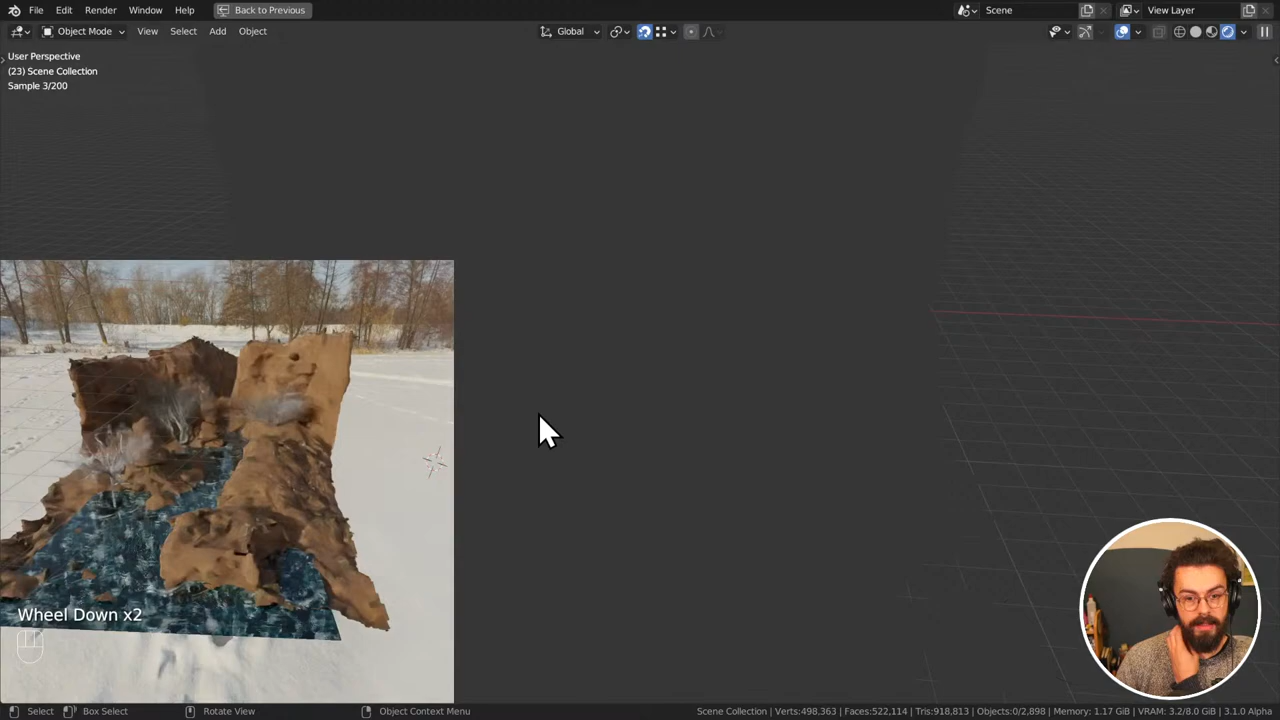 File Edit Render Window Help Back to Previous Scene View Layer
Object Mode View Select Add Object Global
User Perspective
(23) Scene Collection
Sample 3/200
Wheel Down x2
Select Box Select Rotate View Object Context Menu Scene Collection | Verts:498,363 | Faces:522,114 | Tris:918,813 | Objects:0/2,898 | Memory: 1.17 GiB | VRAM: 3.2/8.0 GiB | 3.1.0 Alpha